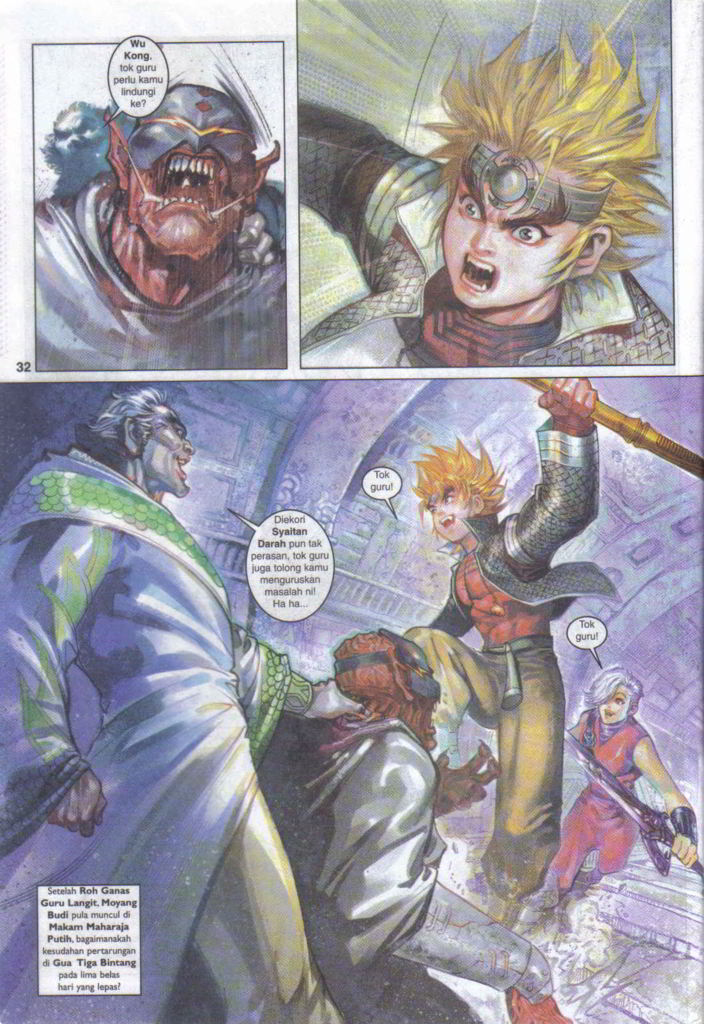 Wu
Kong,
tok guru
perlu kamu
lindungi
ke?
32
Tok
guru!
Diekori
Syaitan
Darah pun tak
perasan, tok guru
juga tolong kamu
menguruskan
masalah ni!
Ha ha...
Tok
guru!
Setelah Roh Ganas
Guru Langit, Moyang
Budi pula muncul di
Makam Maharaja
Putih, bagaimanakah
kesudahan pertarungan
di Gua Tiga Bintang
pada lima belas
hari yang lepas?